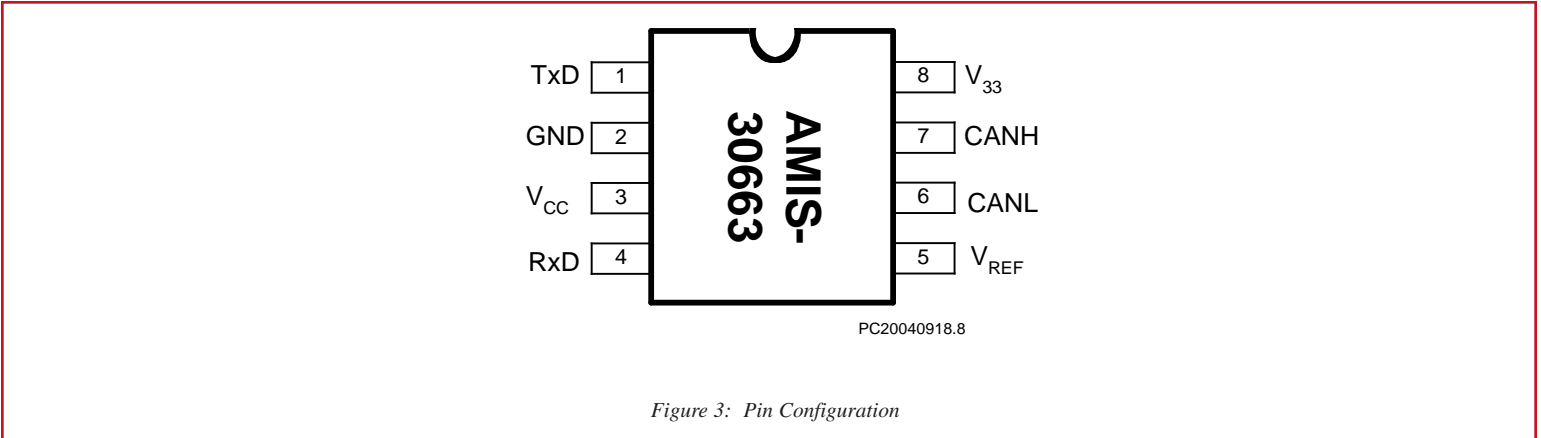 TxD 1 8 V33
GND 2 7 CANH
VCC 3 6 CANL
RxD 4 5 VREF
AMIS-
30663
PC20040918.8
Figure 3: Pin Configuration